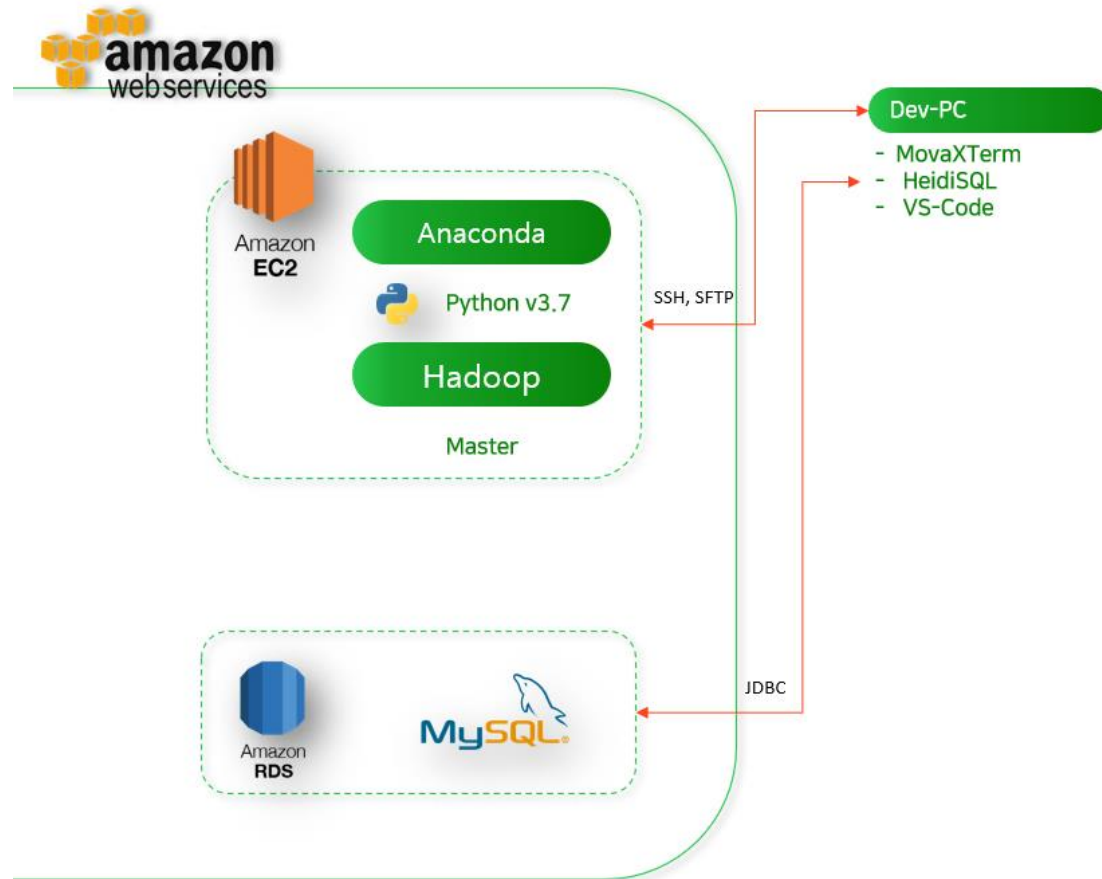 amazon
webservices
Dev-PC
- MovaXTerm
- HeidiSQL
- VS-Code
Amazon
EC2
Anaconda
Python v3.7
Hadoop
Master
SSH, SFTP
JDBC
Amazon
RDS
MySQL®